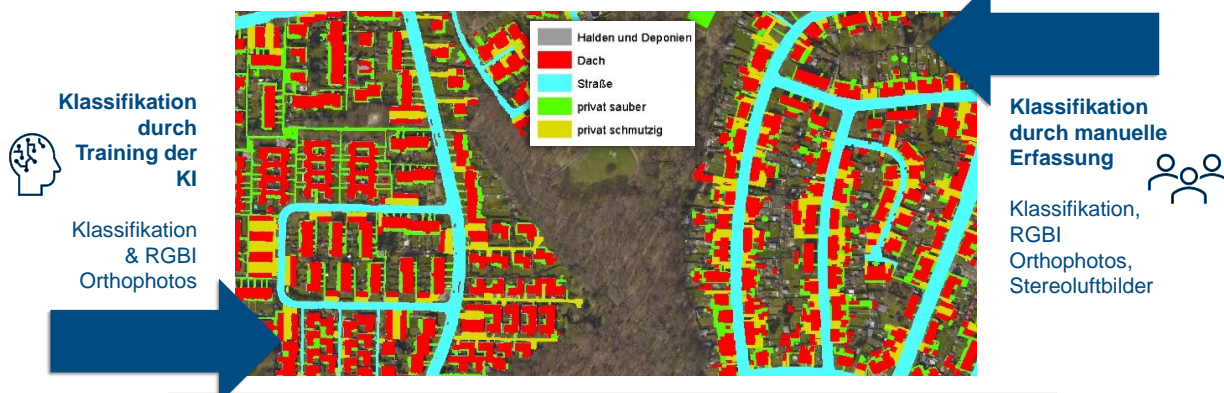 Klassifikation
durch
Training der
KI
Klassifikation
& RGBI
Orthophotos
Halden und Deponien
Dach
Straße
privat sauber
privat schmutzig
Klassifikation
durch manuelle
Erfassung
Klassifikation,
RGBI
Orthophotos,
Stereoluftbilder